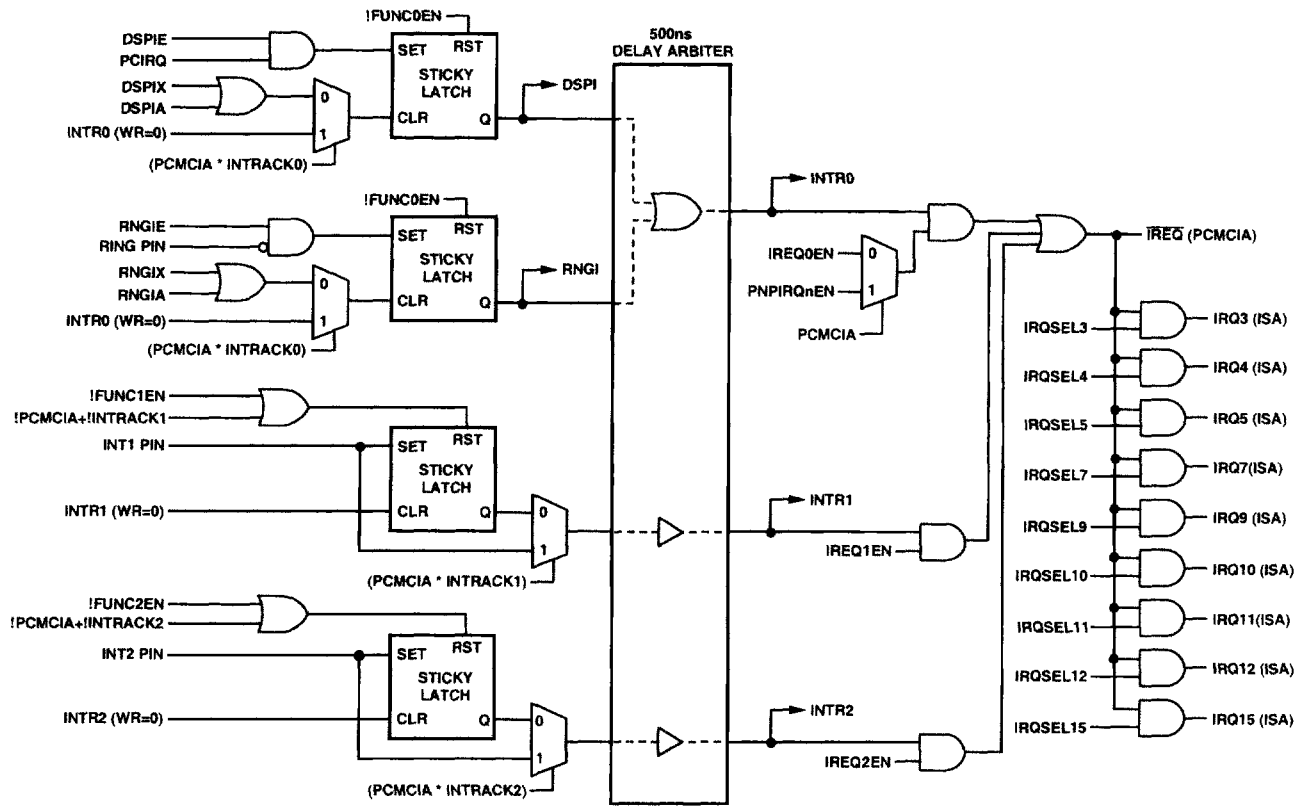 !FUNC0EN
500ns
DELAY ARBITER
DSPIE
PCIRQ
SET
RST
STICKY
LATCH
CLR
Q
DSPI
DSPIX
DSPIA
0
1
INTR0 (WR=0)
(PCMCIA * INTRACK0)
INTR0
!FUNC0EN
RNGIE
RING PIN
SET
RST
STICKY
LATCH
CLR
Q
RNGI
RNGIX
RNGIA
0
1
INTR0 (WR=0)
(PCMCIA * INTRACK0)
IREQ0EN
0
PNPIRQnEN
1
PCMCIA
IREQ (PCMCIA)
IRQSEL3
IRQ3 (ISA)
IRQSEL4
IRQ4 (ISA)
IRQSEL5
IRQ5 (ISA)
IRQSEL7
IRQ7(ISA)
IRQSEL9
IRQ9 (ISA)
IRQSEL10
IRQ10 (ISA)
IRQSEL11
IRQ11(ISA)
IRQSEL12
IRQ12 (ISA)
IRQSEL15
IRQ15 (ISA)
!FUNC1EN
!PCMCIA+!INTRACK1
INT1 PIN
SET
RST
STICKY
LATCH
INTR1 (WR=0)
CLR
Q
0
1
(PCMCIA * INTRACK1)
INTR1
IREQ1EN
!FUNC2EN
!PCMCIA+!INTRACK2
INT2 PIN
SET
RST
STICKY
LATCH
INTR2 (WR=0)
CLR
Q
0
1
(PCMCIA * INTRACK2)
INTR2
IREQ2EN